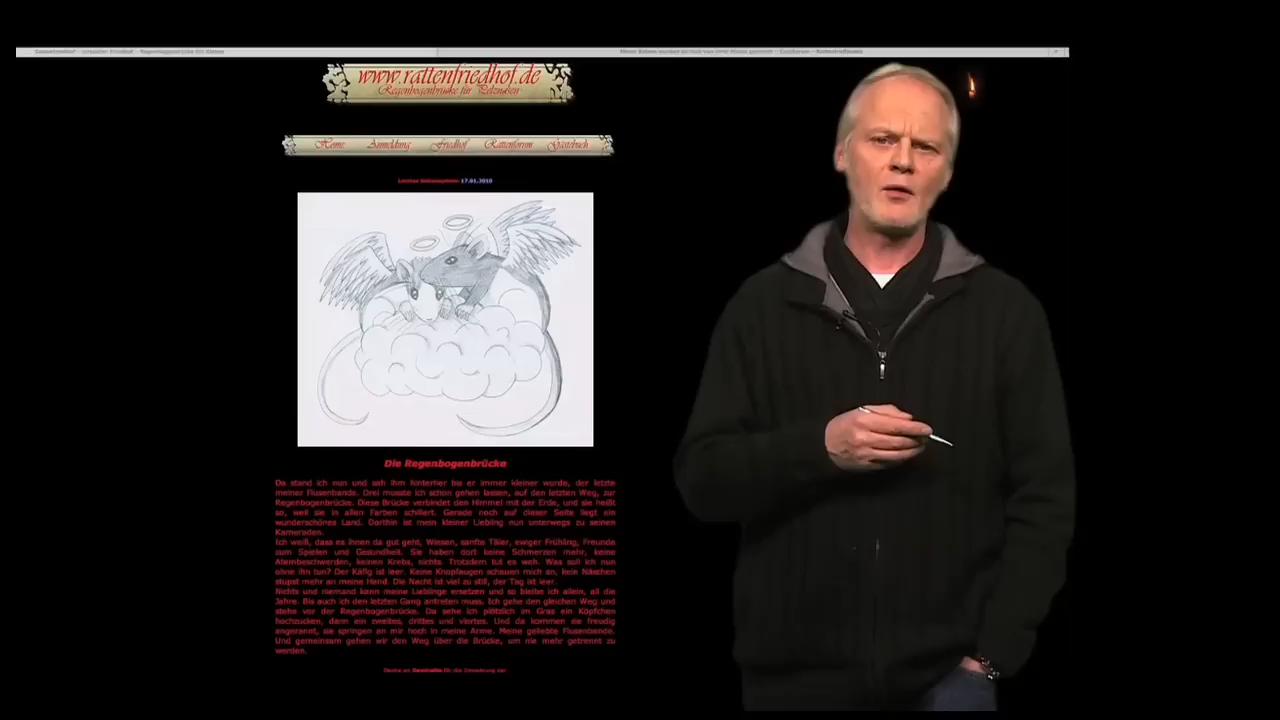 www.rattenfriedhof.de
Regenbogenbrücke für Pelznasen
Home Anmeldung Friedhof Rattenforum Gästebuch
17.01.2010
Die Regenbogenbrücke
Da stand ich nun und sah ihm hinterher bis er immer kleiner wurde, der letzte
meiner Flusenbande. Drei musste ich schon gehen lassen, auf den letzten Weg, zur
Regenbogenbrücke. Diese Brücke verbindet den Himmel mit der Erde, und sie heißt
so, weil sie in allen Farben schillert. Gerade noch auf dieser Seite liegt ein
wunderschönes Land. Dorthin ist mein kleiner Liebling nun unterwegs zu seinen
Kameraden.
Ich weiß, dass es ihnen da gut geht, Wiesen, sanfte Täler, ewiger Frühling, Freunde
zum Spielen und Gesundheit. Sie haben dort keine Schmerzen mehr, keine
Atembeschwerden, keinen Krebs, nichts. Trotzdem tut es weh. Was soll ich nun
ohne ihn tun? Der Käfig ist leer. Keine Knopfaugen schauen mich an, kein Näschen
stupst mehr an meine Hand. Die Nacht ist viel zu still, der Tag ist leer.
Nichts und niemand kann meine Lieblinge ersetzen und so bleibe ich allein, all die
Jahre. Bis auch ich den letzten Gang antreten muss. Ich gehe den gleichen Weg und
stehe vor der Regenbogenbrücke. Da sehe ich plötzlich im Gras ein Köpfchen
hochzucken, dann ein zweites, drittes und viertes. Und da kommen sie freudig
angerannt, sie springen an mir hoch in meine Arme. Meine geliebte Flusenbande.
Und gemeinsam gehen wir den Weg über die Brücke, um nie mehr getrennt zu
werden.